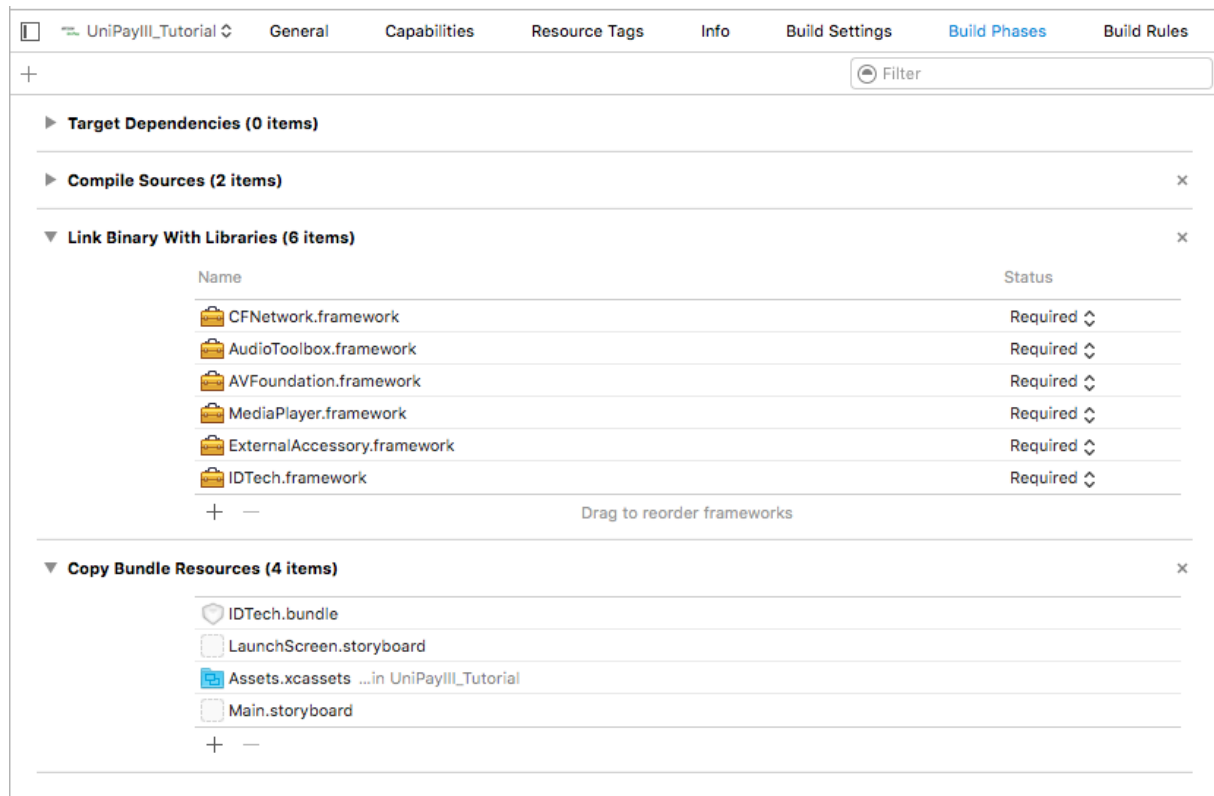 UniPayIII_Tutorial General Capabilities Resource Tags Info Build Settings Build Phases Build Rules
Filter
Target Dependencies (0 items)
Compile Sources (2 items)
Link Binary With Libraries (6 items)
Name Status
CFNetwork.framework Required
AudioToolbox.framework Required
AVFoundation.framework Required
MediaPlayer.framework Required
ExternalAccessory.framework Required
IDTech.framework Required
Drag to reorder frameworks
Copy Bundle Resources (4 items)
IDTech.bundle
LaunchScreen.storyboard
Assets.xcassets ...in UniPayIII_Tutorial
Main.storyboard